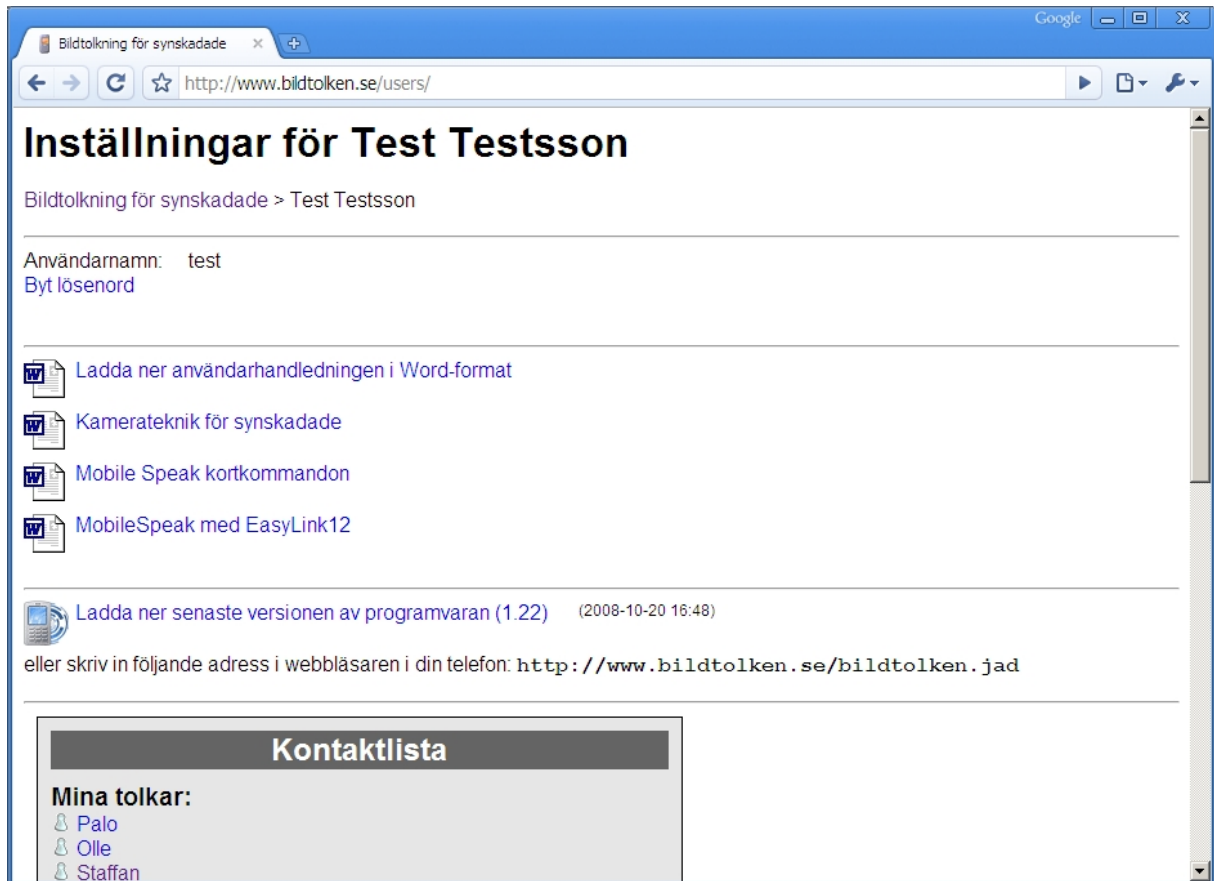 Google
Bildtolkning för synskadade
http://www.bildtolken.se/users/
Inställningar för Test Testsson
Bildtolkning för synskadade > Test Testsson
Användarnamn: test
Byt lösenord
Ladda ner användarhandledningen i Word-format
Kamerateknik för synskadade
Mobile Speak kortkommandon
MobileSpeak med EasyLink12
Ladda ner senaste versionen av programvaran (1.22) (2008-10-20 16:48)
eller skriv in följande adress i webbläsaren i din telefon: http://www.bildtolken.se/bildtolken.jad
Kontaktlista
Mina tolkar:
Palo
Olle
Staffan